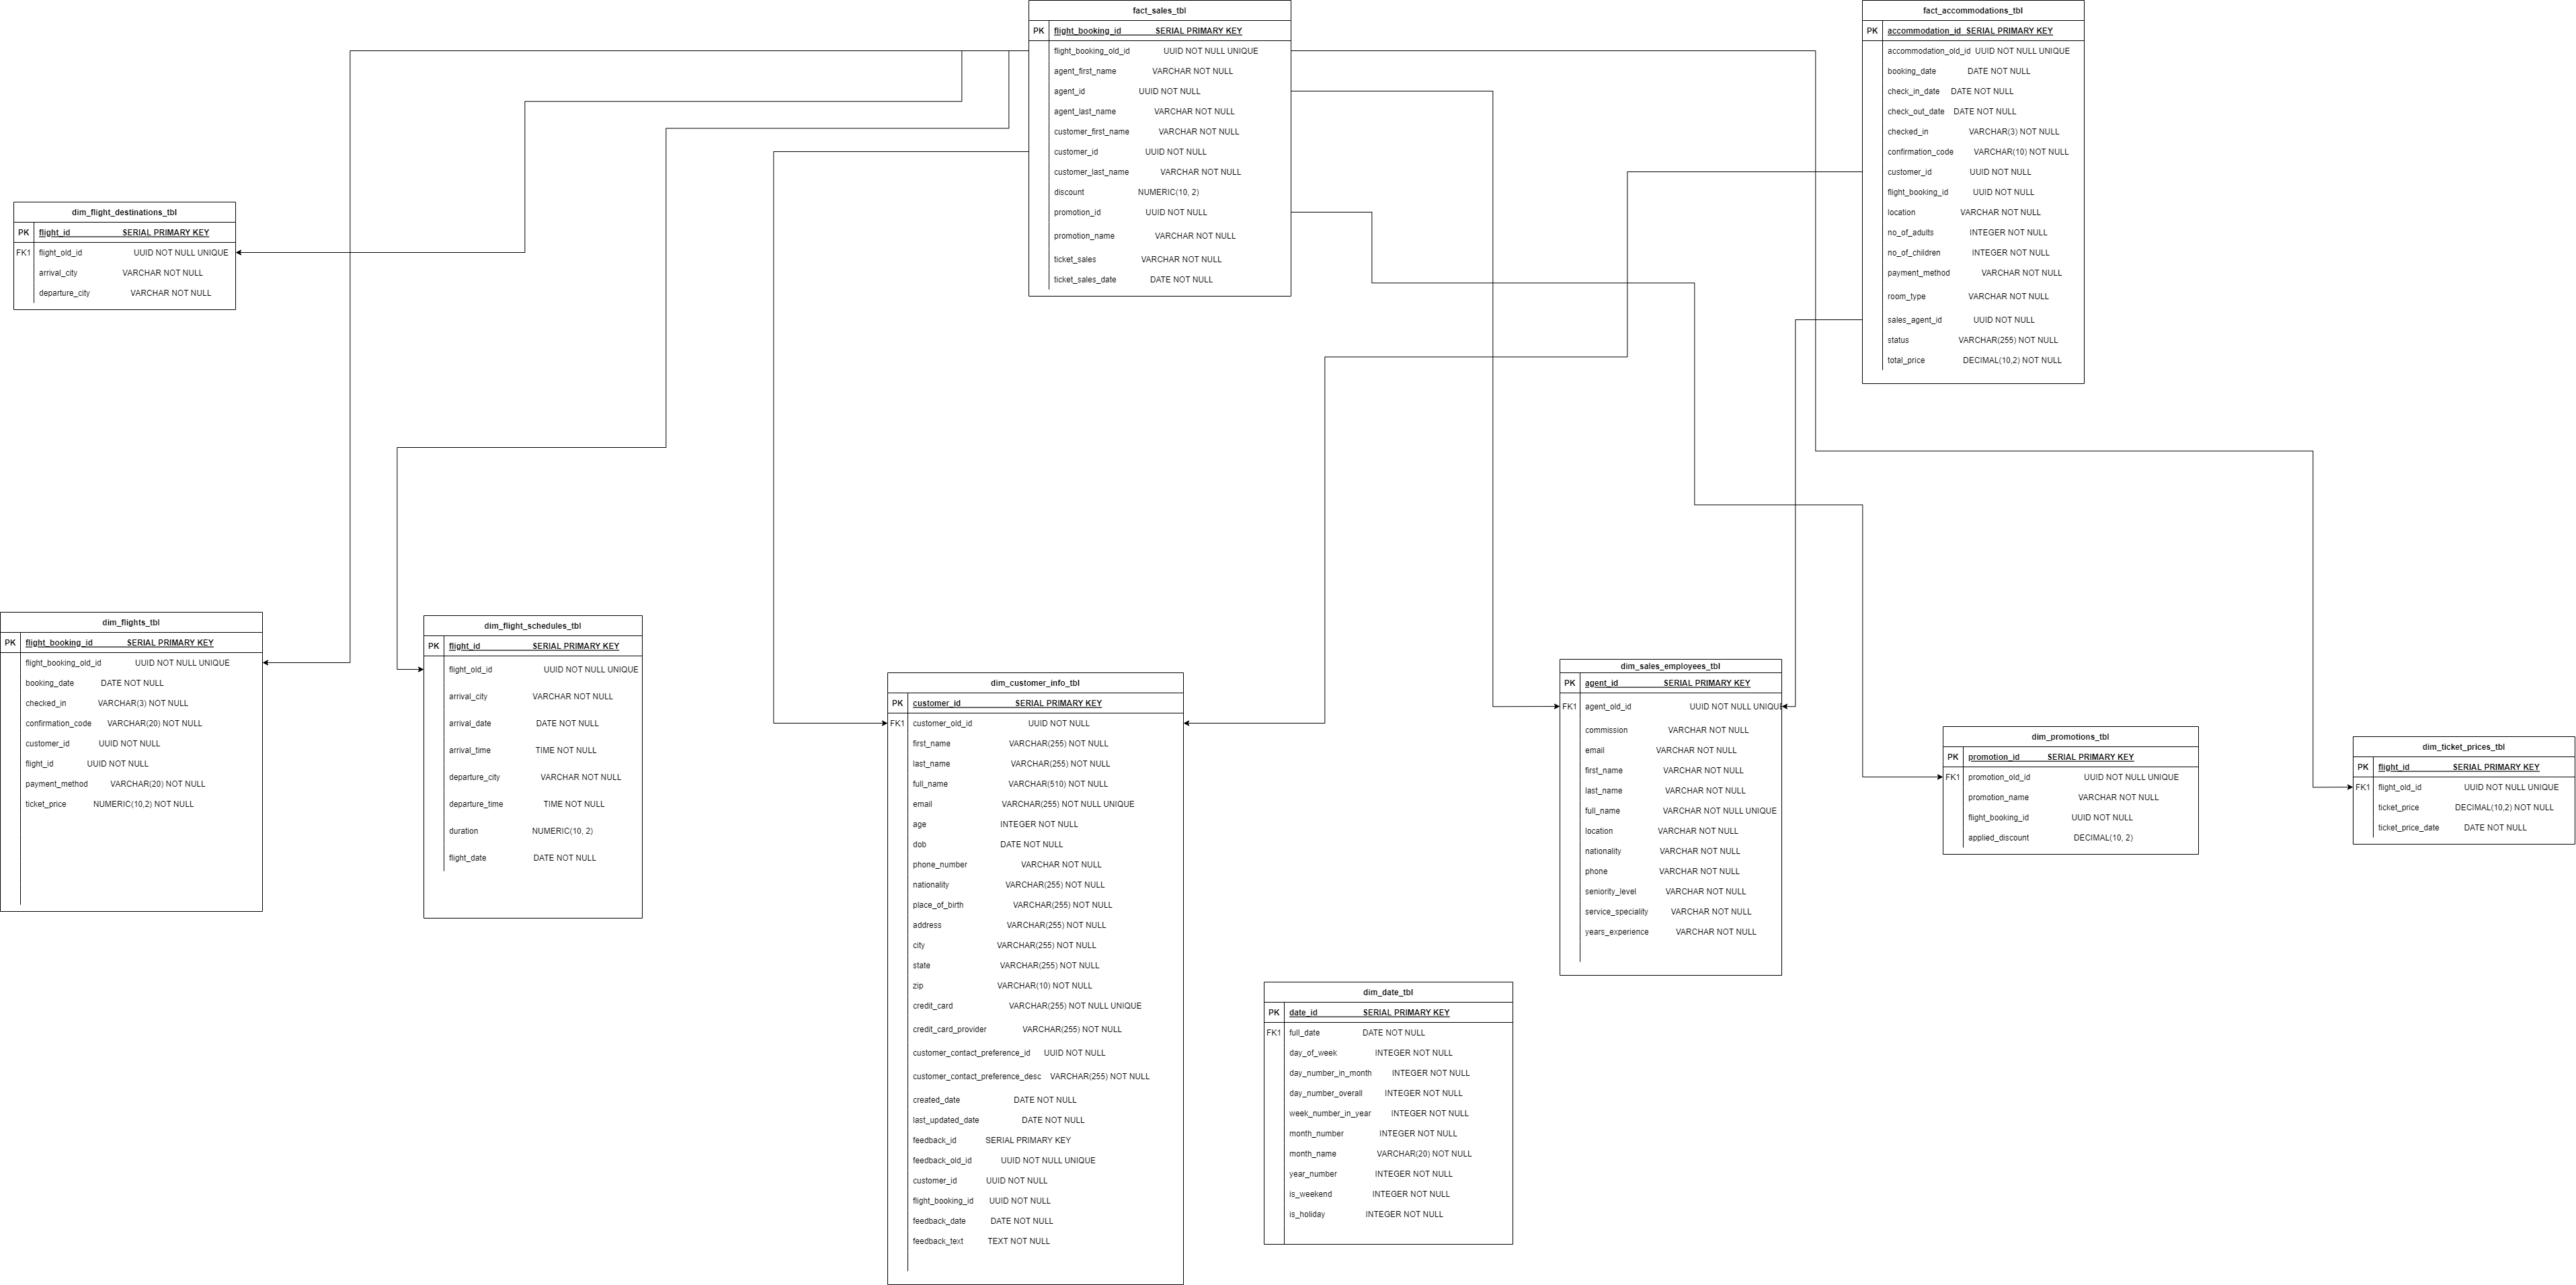 fact_sales_tbl
PK flight_booking_id SERIAL PRIMARY KEY
flight_booking_old_id UUID NOT NULL UNIQUE
agent_first_name VARCHAR NOT NULL
agent_id UUID NOT NULL
agent_last_name VARCHAR NOT NULL
customer_first_name VARCHAR NOT NULL
customer_id UUID NOT NULL
customer_last_name VARCHAR NOT NULL
discount NUMERIC(10, 2)
promotion_id UUID NOT NULL
promotion_name VARCHAR NOT NULL
ticket_sales VARCHAR NOT NULL
ticket_sales_date DATE NOT NULL
fact_accommodations_tbl
PK accommodation_id SERIAL PRIMARY KEY
accommodation_old_id UUID NOT NULL UNIQUE
booking_date DATE NOT NULL
check_in_date DATE NOT NULL
check_out_date DATE NOT NULL
checked_in VARCHAR(3) NOT NULL
confirmation_code VARCHAR(10) NOT NULL
customer_id UUID NOT NULL
flight_booking_id UUID NOT NULL
location VARCHAR NOT NULL
no_of_adults INTEGER NOT NULL
no_of_children INTEGER NOT NULL
payment_method VARCHAR NOT NULL
room_type VARCHAR NOT NULL
sales_agent_id UUID NOT NULL
status VARCHAR(255) NOT NULL
total_price DECIMAL(10,2) NOT NULL
dim_flight_destinations_tbl
PK flight_id SERIAL PRIMARY KEY
FK1 flight_old_id UUID NOT NULL UNIQUE
arrival_city VARCHAR NOT NULL
departure_city VARCHAR NOT NULL
dim_flights_tbl
PK flight_booking_id SERIAL PRIMARY KEY
flight_booking_old_id UUID NOT NULL UNIQUE
booking_date DATE NOT NULL
checked_in VARCHAR(3) NOT NULL
confirmation_code VARCHAR(20) NOT NULL
customer_id UUID NOT NULL
flight_id UUID NOT NULL
payment_method VARCHAR(20) NOT NULL
ticket_price NUMERIC(10,2) NOT NULL
dim_flight_schedules_tbl
PK flight_id SERIAL PRIMARY KEY
flight_old_id UUID NOT NULL UNIQUE
arrival_city VARCHAR NOT NULL
arrival_date DATE NOT NULL
arrival_time TIME NOT NULL
departure_city VARCHAR NOT NULL
departure_time TIME NOT NULL
duration NUMERIC(10, 2)
flight_date DATE NOT NULL
dim_customer_info_tbl
PK customer_id SERIAL PRIMARY KEY
FK1 customer_old_id UUID NOT NULL
first_name VARCHAR(255) NOT NULL
last_name VARCHAR(255) NOT NULL
full_name VARCHAR(510) NOT NULL
email VARCHAR(255) NOT NULL UNIQUE
age INTEGER NOT NULL
dob DATE NOT NULL
phone_number VARCHAR NOT NULL
nationality VARCHAR(255) NOT NULL
place_of_birth VARCHAR(255) NOT NULL
address VARCHAR(255) NOT NULL
city VARCHAR(255) NOT NULL
state VARCHAR(255) NOT NULL
zip VARCHAR(10) NOT NULL
credit_card VARCHAR(255) NOT NULL UNIQUE
credit_card_provider VARCHAR(255) NOT NULL
customer_contact_preference_id UUID NOT NULL
customer_contact_preference_desc VARCHAR(255) NOT NULL
created_date DATE NOT NULL
last_updated_date DATE NOT NULL
feedback_id SERIAL PRIMARY KEY
feedback_old_id UUID NOT NULL UNIQUE
customer_id UUID NOT NULL
flight_booking_id UUID NOT NULL
feedback_date DATE NOT NULL
feedback_text TEXT NOT NULL
dim_date_tbl
PK date_id SERIAL PRIMARY KEY
FK1 full_date DATE NOT NULL
day_of_week INTEGER NOT NULL
day_number_in_month INTEGER NOT NULL
day_number_overall INTEGER NOT NULL
week_number_in_year INTEGER NOT NULL
month_number INTEGER NOT NULL
month_name VARCHAR(20) NOT NULL
year_number INTEGER NOT NULL
is_weekend INTEGER NOT NULL
is_holiday INTEGER NOT NULL
dim_sales_employees_tbl
PK agent_id SERIAL PRIMARY KEY
FK1 agent_old_id UUID NOT NULL UNIQUE
commission VARCHAR NOT NULL
email VARCHAR NOT NULL
first_name VARCHAR NOT NULL
last_name VARCHAR NOT NULL
full_name VARCHAR NOT NULL UNIQUE
location VARCHAR NOT NULL
nationality VARCHAR NOT NULL
phone VARCHAR NOT NULL
seniority_level VARCHAR NOT NULL
service_speciality VARCHAR NOT NULL
years_experience VARCHAR NOT NULL
dim_promotions_tbl
PK promotion_id SERIAL PRIMARY KEY
FK1 promotion_old_id UUID NOT NULL UNIQUE
promotion_name VARCHAR NOT NULL
flight_booking_id UUID NOT NULL
applied_discount DECIMAL(10, 2)
dim_ticket_prices_tbl
PK flight_id SERIAL PRIMARY KEY
FK1 flight_old_id UUID NOT NULL UNIQUE
ticket_price DECIMAL(10,2) NOT NULL
ticket_price_date DATE NOT NULL